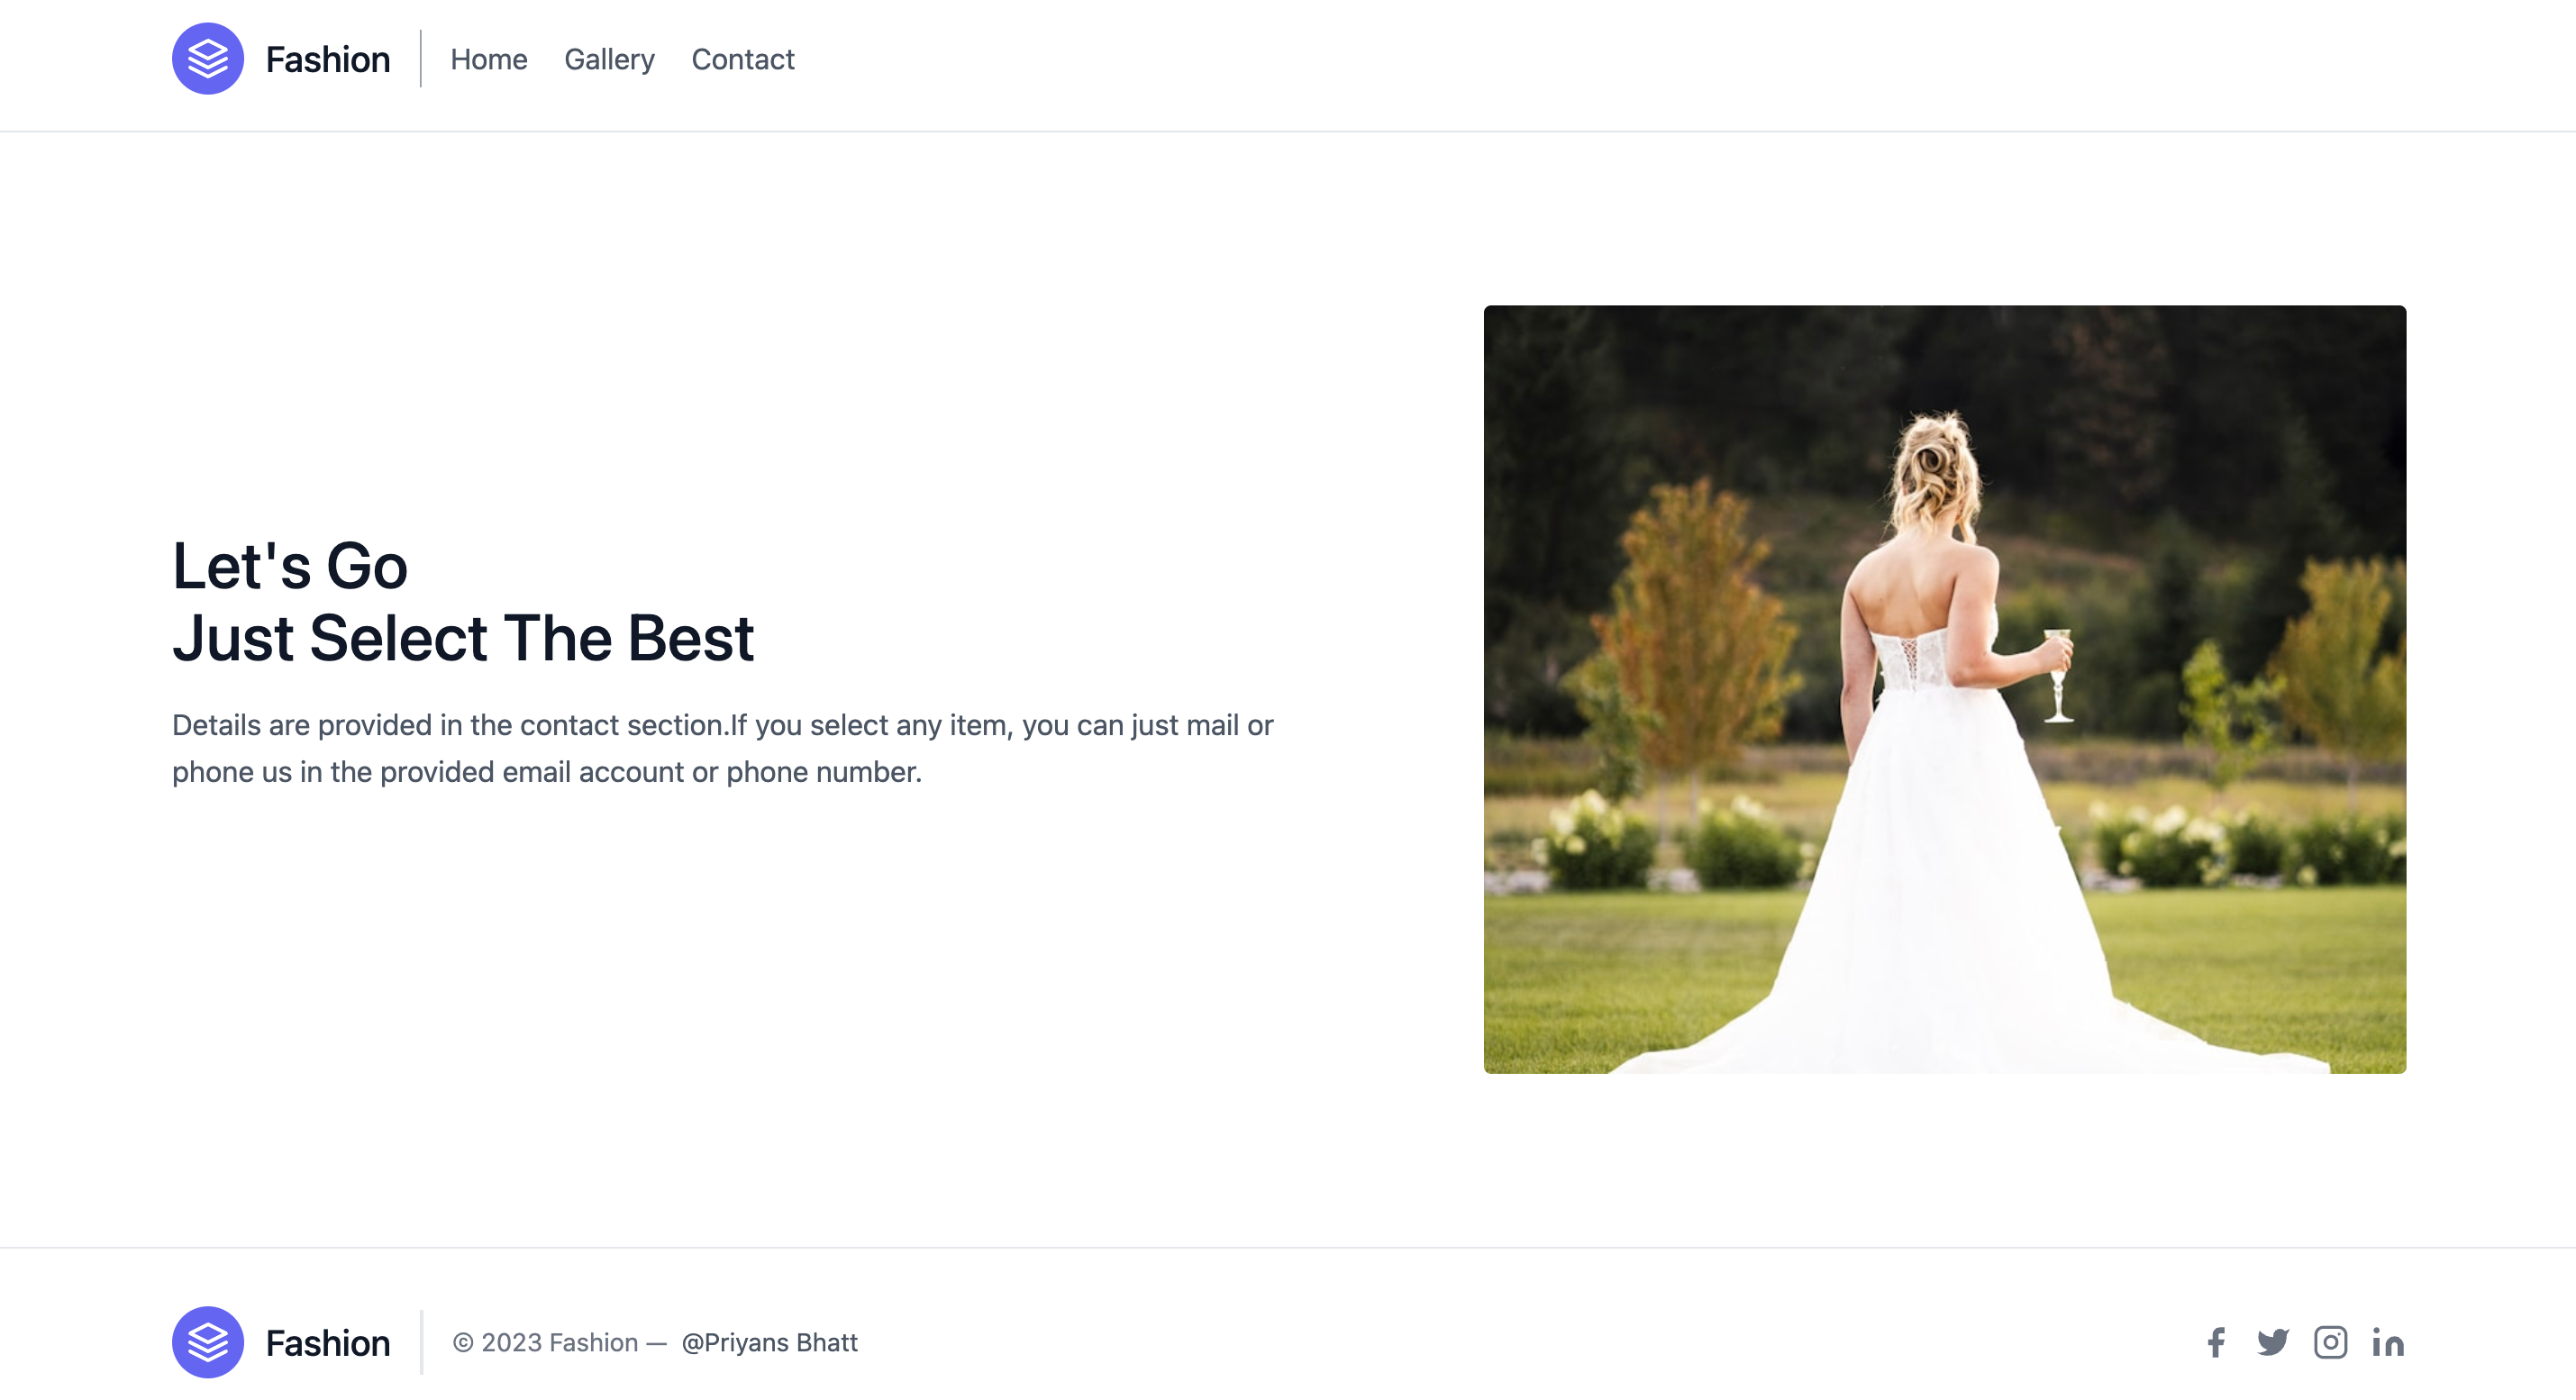 Fashion
Home Gallery Contact
Let's Go
Just Select The Best
Details are provided in the contact section.If you select any item, you can just mail or
phone us in the provided email account or phone number.
Fashion
© 2023 Fashion — @Priyans Bhatt